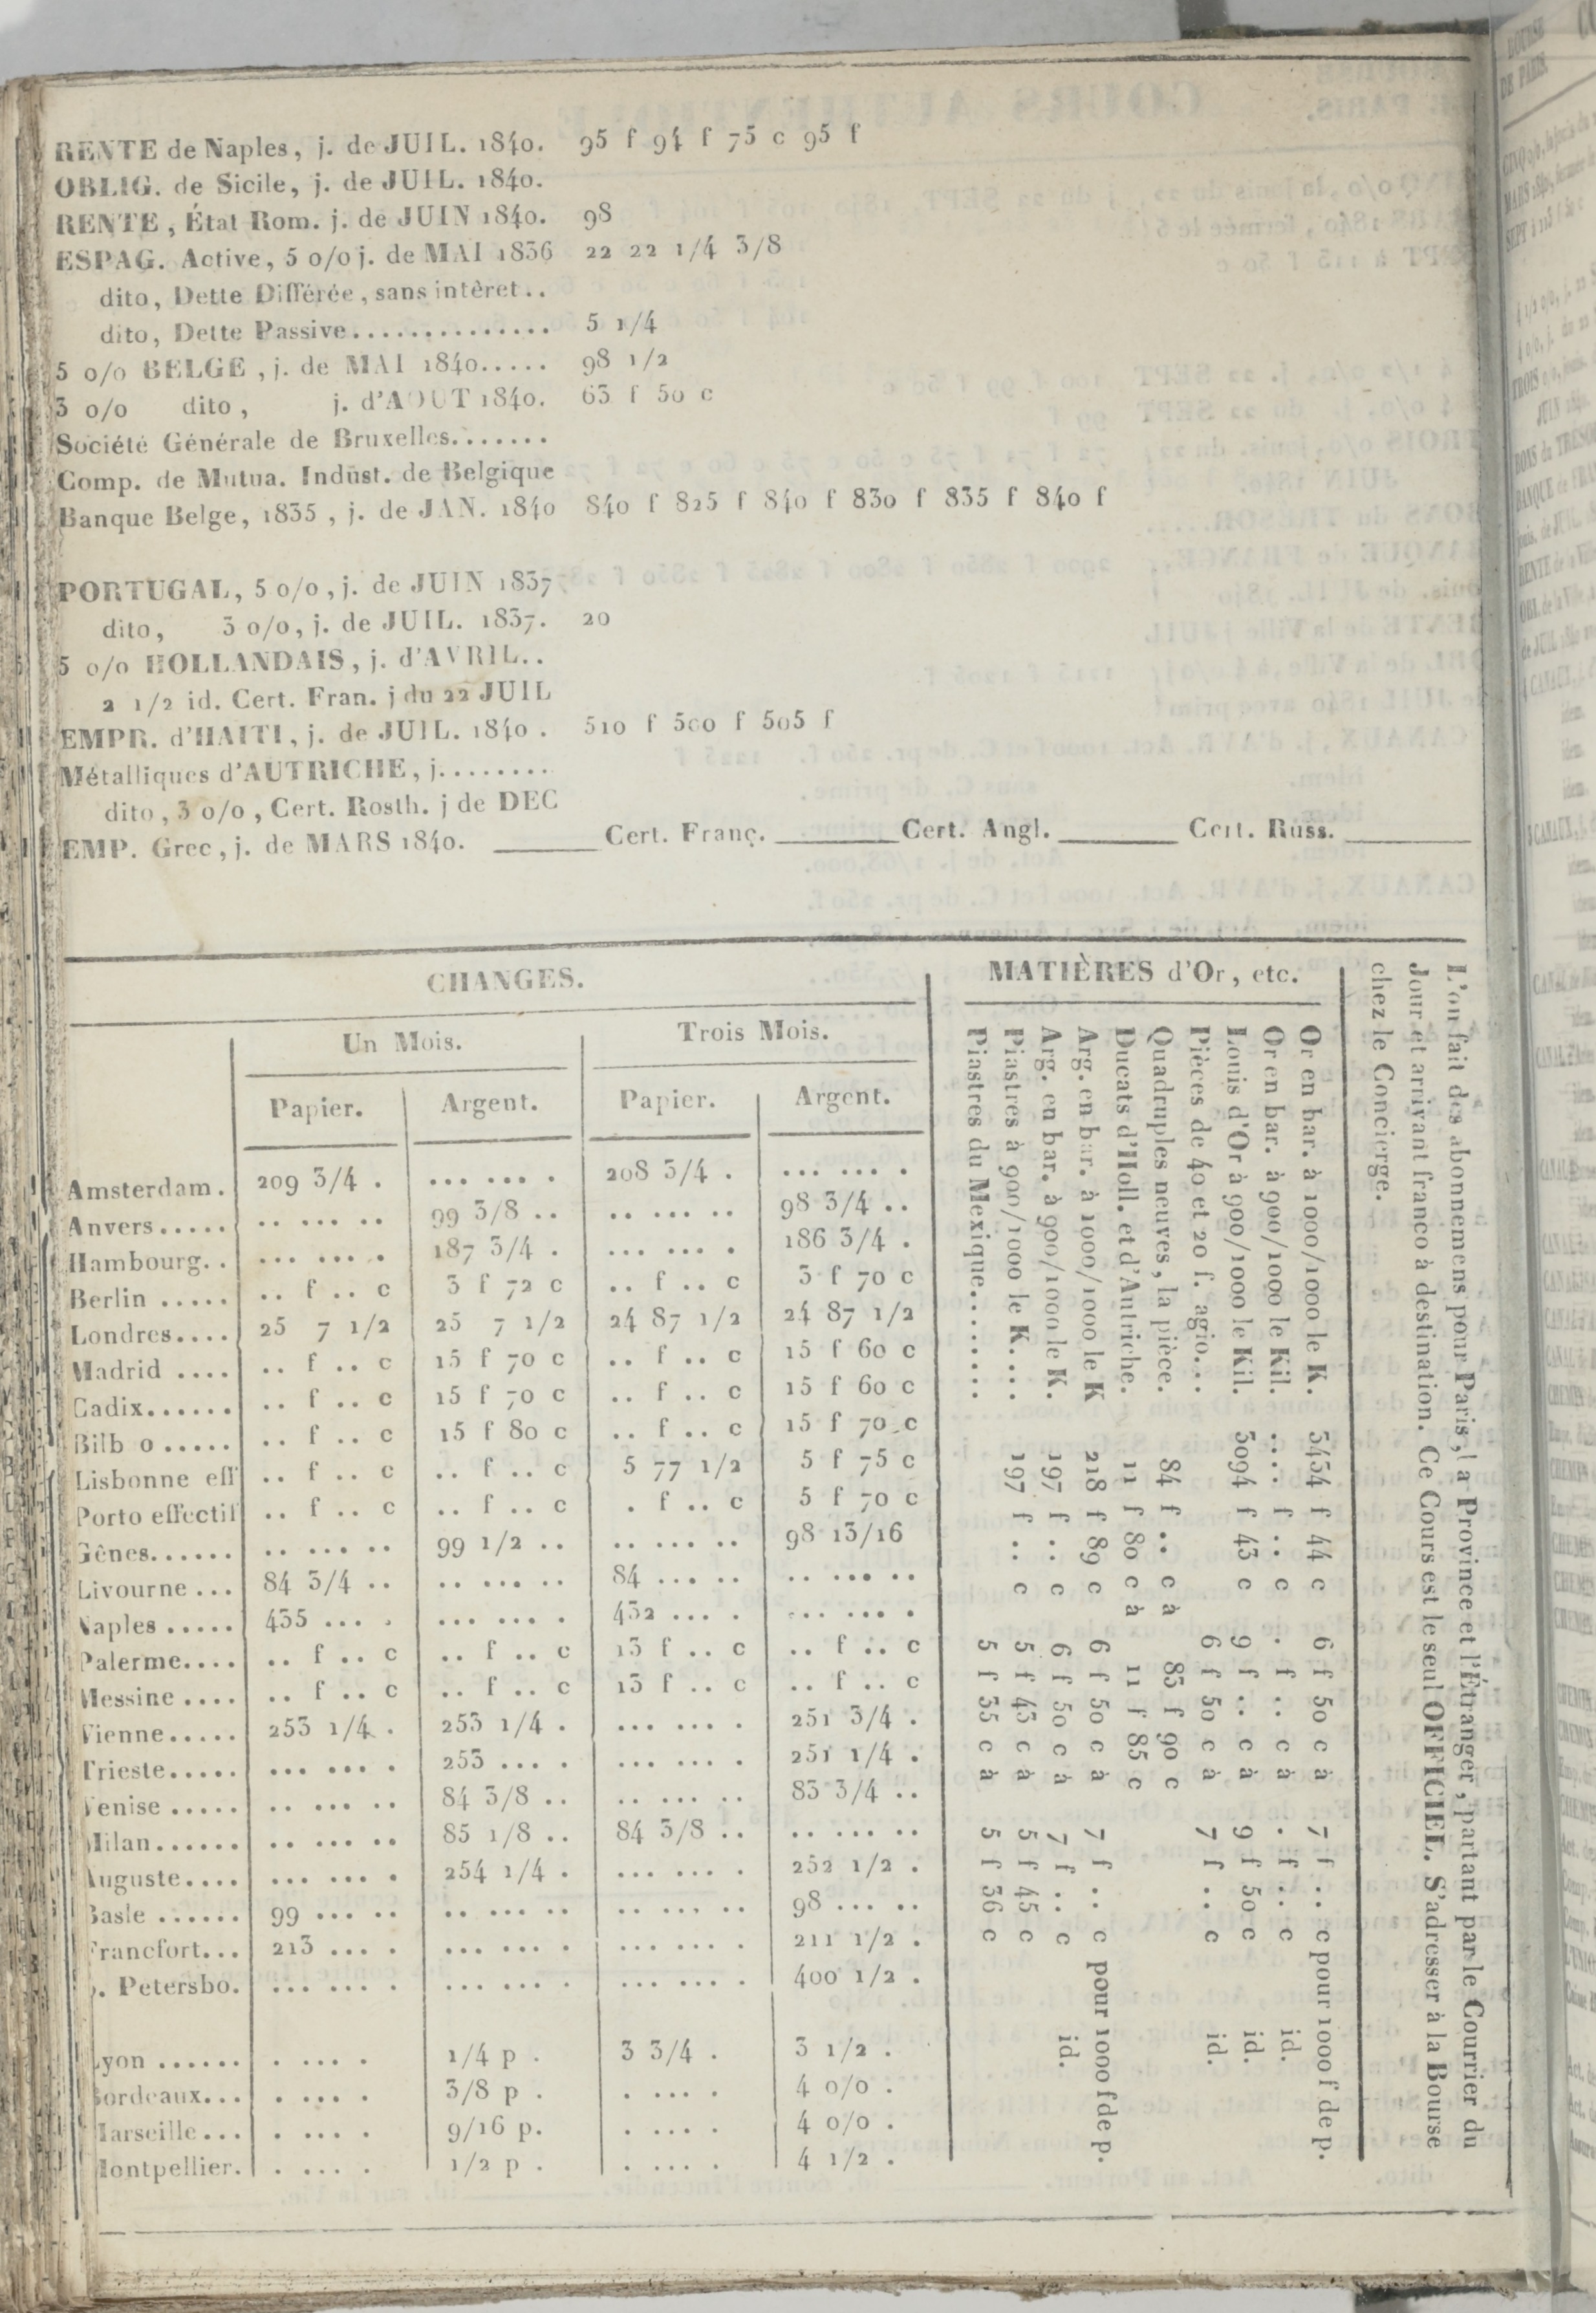 RENTE de Naples, j. de JUIL. 1840. 95 f 94 f 75 c 95 f
OBLIG. de Sicile, j. de JUIL. 1840.
RENTE, État Rom. j. de JUIN 1840. 98
ESPAG. Active, 5 o/o j. de MAI 1836 22 22 1/4 3/8
dito, Dette Différée, sans intèret..
dito, Dette Passive.............. 5 1/4
5 o/o BELGE, j. de MAI 1840..... 98 1/2
3 o/o dito, j. d'AOUT 1840. 63 f 50 c
Société Générale de Bruxelles.......
Comp. de Mutua. Indust. de Belgique
Banque Belge, 1835, j. de JAN. 1840 840 f 825 f 840 f 830 f 835 f 840 f
PORTUGAL, 5 o/o, j. de JUIN 1837
dito, 3 o/o, j. de JUIL. 1837. 20
5 o/o HOLLANDAIS, j. d'AVRIL..
2 1/2 id. Cert. Fran. j du 22 JUIL
EMPR. d'HAITI, j. de JUIL. 1840. 510 f 500 f 505 f
Métalliques d'AUTRICHE, j........
dito, 3 o/o, Cert. Rosth. j de DEC
EMP. Grec, j. de MARS 1840. ______ Cert. Franç. ______ Cert. Angl. ______ Cert. Russ. ______
CHANGES.
Un Mois. Trois Mois.
Papier. Argent. Papier. Argent.
Amsterdam. 209 3/4 . ... ... . 208 3/4 . ... ... .
Anvers..... .. ... .. 99 3/8 .. .. ... .. 98 3/4 ..
Hambourg.. ... ... . 187 3/4 . ... ... . 186 3/4 .
Berlin ..... .. f .. c 3 f 72 c .. f .. c 3 f 70 c
Londres.... 25 7 1/2 25 7 1/2 24 87 1/2 24 87 1/2
Madrid .... .. f .. c 15 f 70 c .. f .. c 15 f 60 c
Cadix...... .. f .. c 15 f 70 c .. f .. c 15 f 60 c
Bilb o ..... .. f .. c 15 f 80 c .. f .. c 15 f 70 c
Lisbonne eff .. f .. c .. f .. c 5 77 1/2 5 f 75 c
Porto effectif .. f .. c .. f .. c . f .. c 5 f 70 c
Gênes...... .. ... .. 99 1/2 .. .. ... .. 98 13/16
Livourne ... 84 3/4 .. .. ... .. 84 ... .. .. ... ..
Naples ..... 435 ... . ... ... . 432 ... . ... ... .
Palerme.... .. f .. c .. f .. c 13 f .. c .. f .. c
Messine .... .. f .. c .. f .. c 13 f .. c .. f .. c
Vienne..... 253 1/4 . 253 1/4 . ... ... . 251 3/4 .
Trieste..... ... ... . 253 ... . ... ... . 251 1/4 .
Venise ..... .. ... .. 84 3/8 .. .. ... .. 83 3/4 ..
Milan...... .. ... .. 85 1/8 .. 84 3/8 .. .. ... ..
Auguste.... ... ... . 254 1/4 . ... ... . 252 1/2 .
Basle ...... 99 ... .. .. ... .. .. ... .. 98 ... ..
Francfort... 213 ... . ... ... . ... ... . 211 1/2 .
. Petersbo. ... ... . ... ... . ... ... . 400 1/2 .
Lyon ...... . ... . 1/4 p . 3 3/4 . 3 1/2 .
Bordeaux... . ... . 3/8 p . . ... . 4 o/o .
Marseille ... . ... . 9/16 p. . ... . 4 o/o .
Montpellier. . ... . 1/2 p . . ... . 4 1/2 .
MATIÈRES d'Or, etc.
Or en bar. à 1000/1000 le K. 3434 f 44 c 6 f 50 c à 7 f .. c pour 1000 f de p.
Or en bar. à 900/1000 le Kil. .... f .. c . f .. c à . f .. c id.
Louis d'Or à 900/1000 le Kil. 3094 f 43 c 9 f .. c à 9 f 50 c id.
Pièces de 40 et 20 f. agio... 6 f 50 c à 7 f .. c id.
Quadruples neuves, la pièce. 84 f .. c à 83 f 90 c
Ducats d'Holl. et d'Autriche. 11 f 80 c à 11 f 85 c
Arg. en bar. à 1000/1000 le K 218 f 89 c 6 f 50 c à 7 f .. c pour 1000 f de p.
Arg. en bar. à 900/1000 le K. 197 f .. c 6 f 50 c à 7 f .. c id.
Piastres à 900/1000 le K.... 197 f .. c 5 f 43 c à 5 f 45 c
Piastres du Mexique........ 5 f 35 c à 5 f 36 c
L'on fait des abonnemens pour Paris, la Province et l'Étranger, partant par le Courrier du
Jour et arrivant franco à destination. Ce Cours est le seul OFFICIEL. S'adresser à la Bourse
chez le Concierge.